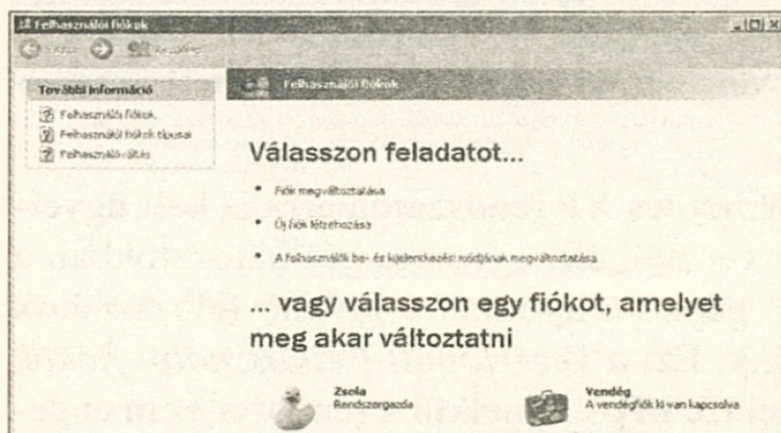 Felhasználói fiókok
További információ
Felhasználói fiókok
Felhasználói fiókok
Felhasználói fiókok típusai
Felhasználó-váltás
Válasszon feladatot...
• Fiók megváltoztatása
• Új fiók létrehozása
• A felhasználók be- és kijelentkezési módjának megváltoztatása
... vagy válasszon egy fiókot, amelyet
meg akar változtatni
Zsola
Rendszergazda
Vendég
A vendégfiók ki van kapcsolva